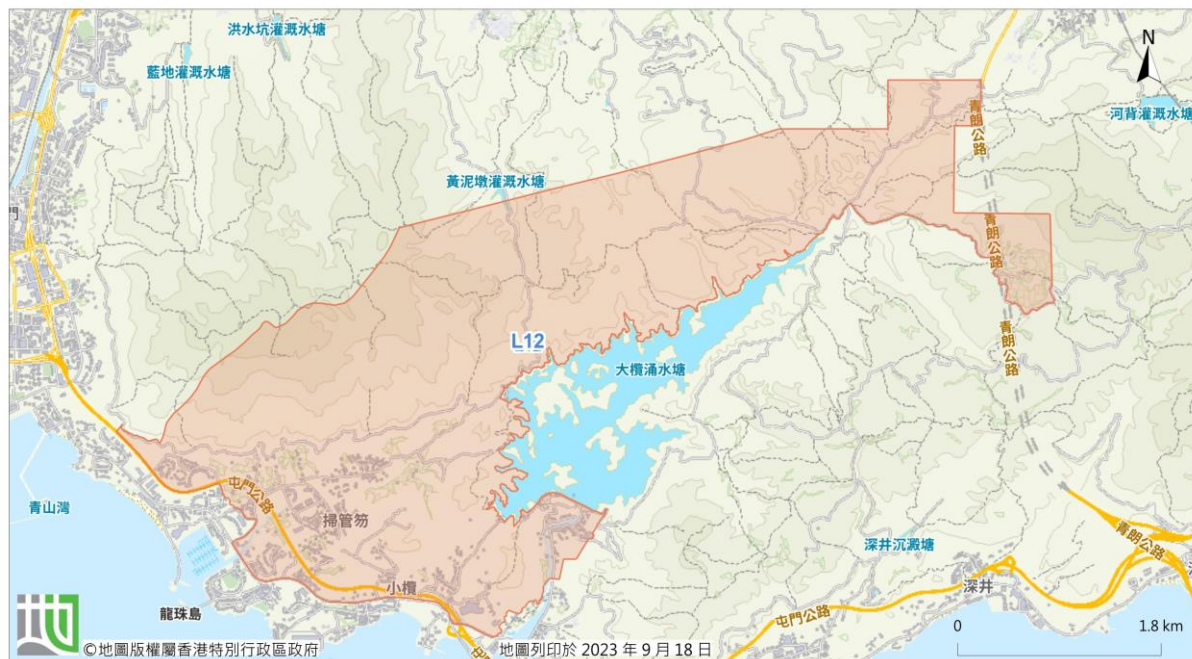 洪水坑灌溉水塘
藍地灌溉水塘
N
青朗公路
河背灌溉水塘
黃泥墩灌溉水塘
門
青朗公路
青朗公路
L12
大欖涌水塘
屯門公路
青山灣
掃管笏
小欖
龍珠島
深井沉澱塘
深井
青朗公路
屯門公路
0
1.8 km
©地圖版權屬香港特別行政區政府
地圖列印於 2023 年 9 月 18 日